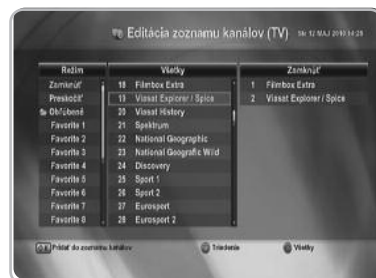 Editácia zoznamu kanálov (TV)
Režim
Zamknúť
Preskočiť
Obľúbené
Favorite 1
Favorite 2
Favorite 3
Favorite 4
Favorite 5
Favorite 6
Favorite 7
Favorite 8
Všetky
18 Filmbox Extra
19 Viasat Explorer / Spice
20 Viasat History
21 Spektrum
22 National Geographic
23 National Geografic Wild
24 Discovery
25 Sport 1
26 Sport 2
27 Eurosport
28 Eurosport 2
Zamknúť
1 Filmbox Extra
2 Viasat Explorer / Spice
Pridať do zoznamu kanálov
Triedenie
Všetky